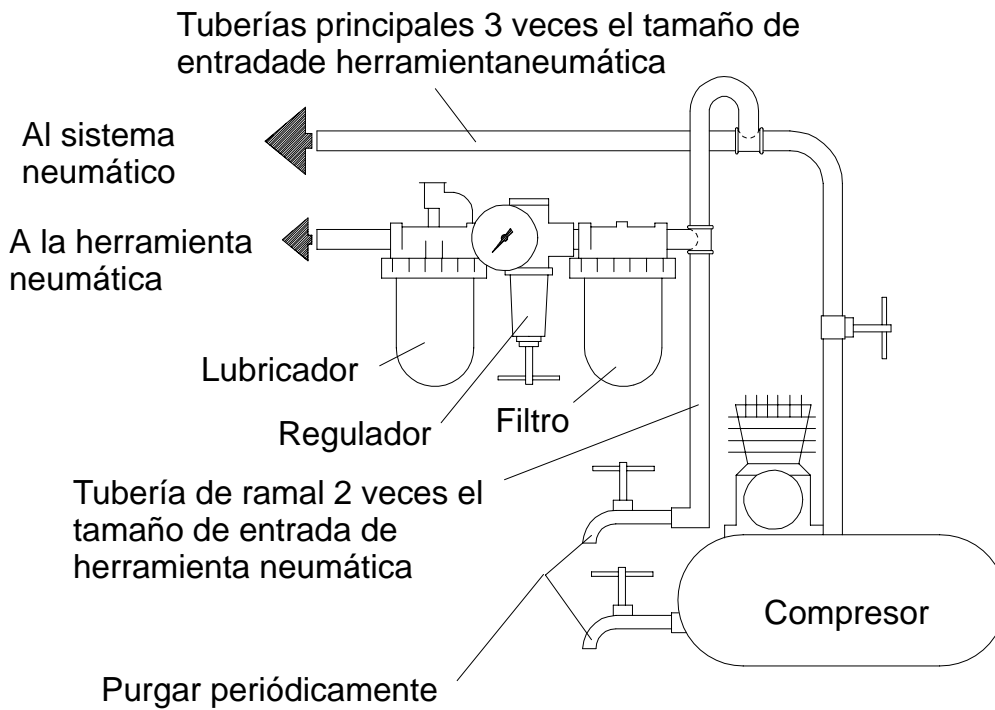 Tuberías principales 3 veces el tamaño de
entradade herramientaneumática
Al sistema
neumático
A la herramienta
neumática
Lubricador
Regulador
Filtro
Tubería de ramal 2 veces el
tamaño de entrada de
herramienta neumática
Compresor
Purgar periódicamente